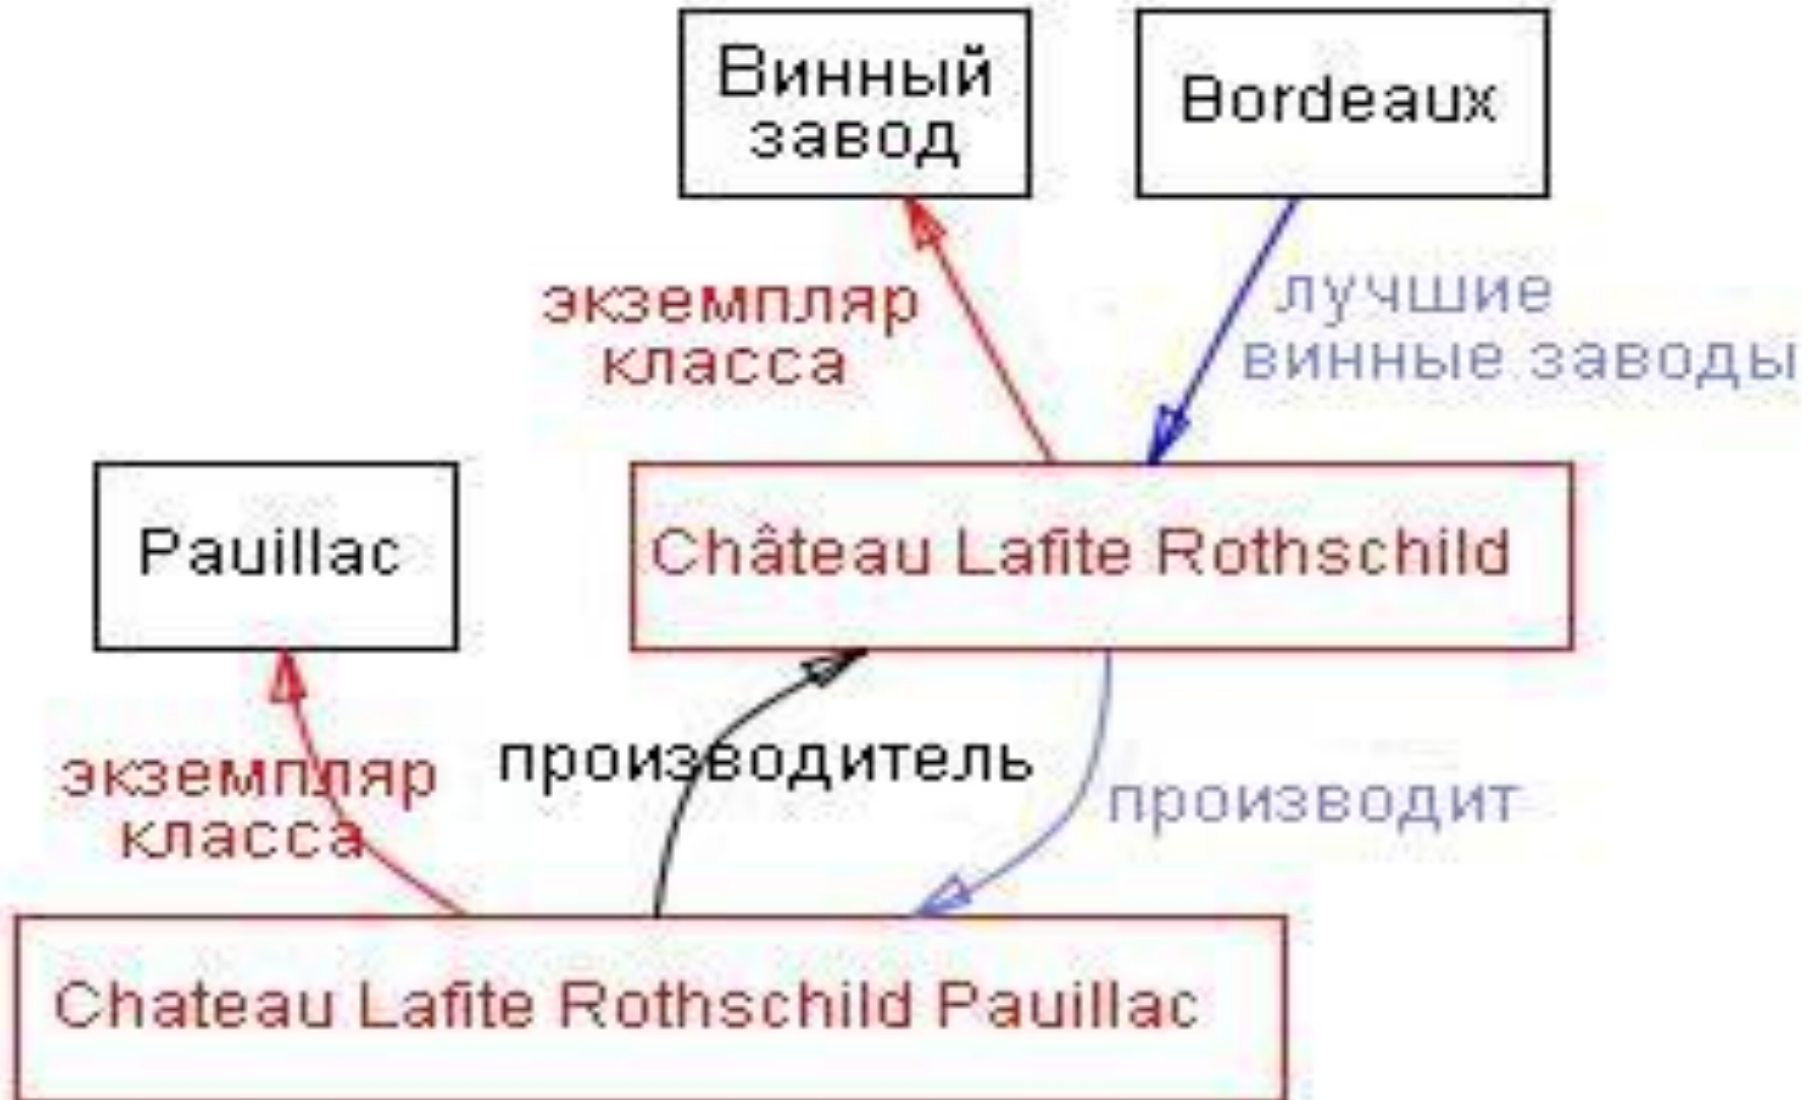 Винный
завод
Bordeaux
экземпляр
класса
лучшие
винные заводы
Pauillac
Château Lafite Rothschild
экземпляр
класса
производитель
производит
Chateau Lafite Rothschild Pauillac